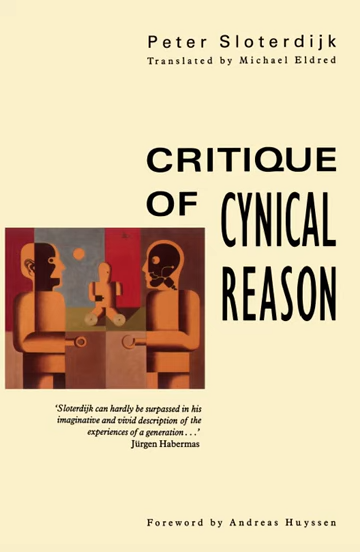 Peter Sloterdijk
Translated by Michael Eldred
CRITIQUE
OF CYNICAL
REASON
'Sloterdijk can hardly be surpassed in his
imaginative and vivid description of the
experiences of a generation . . .'
Jürgen Habermas
Foreword by Andreas Huyssen